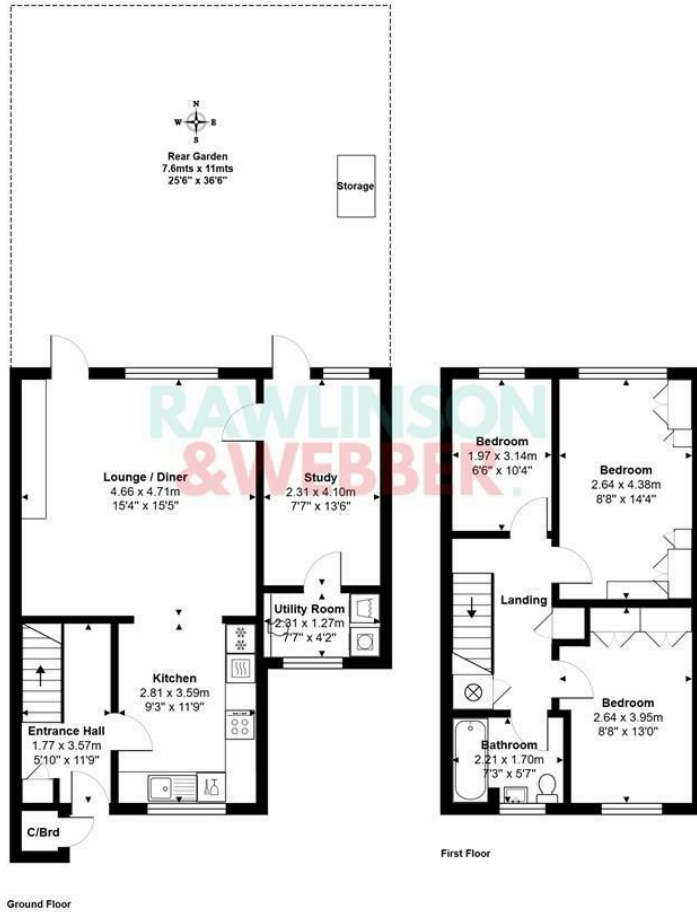 N
W E
S
Rear Garden
7.6mts x 11mts
25'6" x 36'6"
Storage
RAWLINSON
&WEBBER.
Lounge / Diner
4.66 x 4.71m
15'4" x 15'5"
Study
2.31 x 4.10m
7'7" x 13'6"
Utility Room
2.31 x 1.27m
7'7" x 4'2"
Kitchen
2.81 x 3.59m
9'3" x 11'9"
Entrance Hall
1.77 x 3.57m
5'10" x 11'9"
C/Brd
Ground Floor
Bedroom
1.97 x 3.14m
6'6" x 10'4"
Bedroom
2.64 x 4.38m
8'8" x 14'4"
Landing
Bedroom
2.64 x 3.95m
8'8" x 13'0"
Bathroom
2.21 x 1.70m
7'3" x 5'7"
First Floor